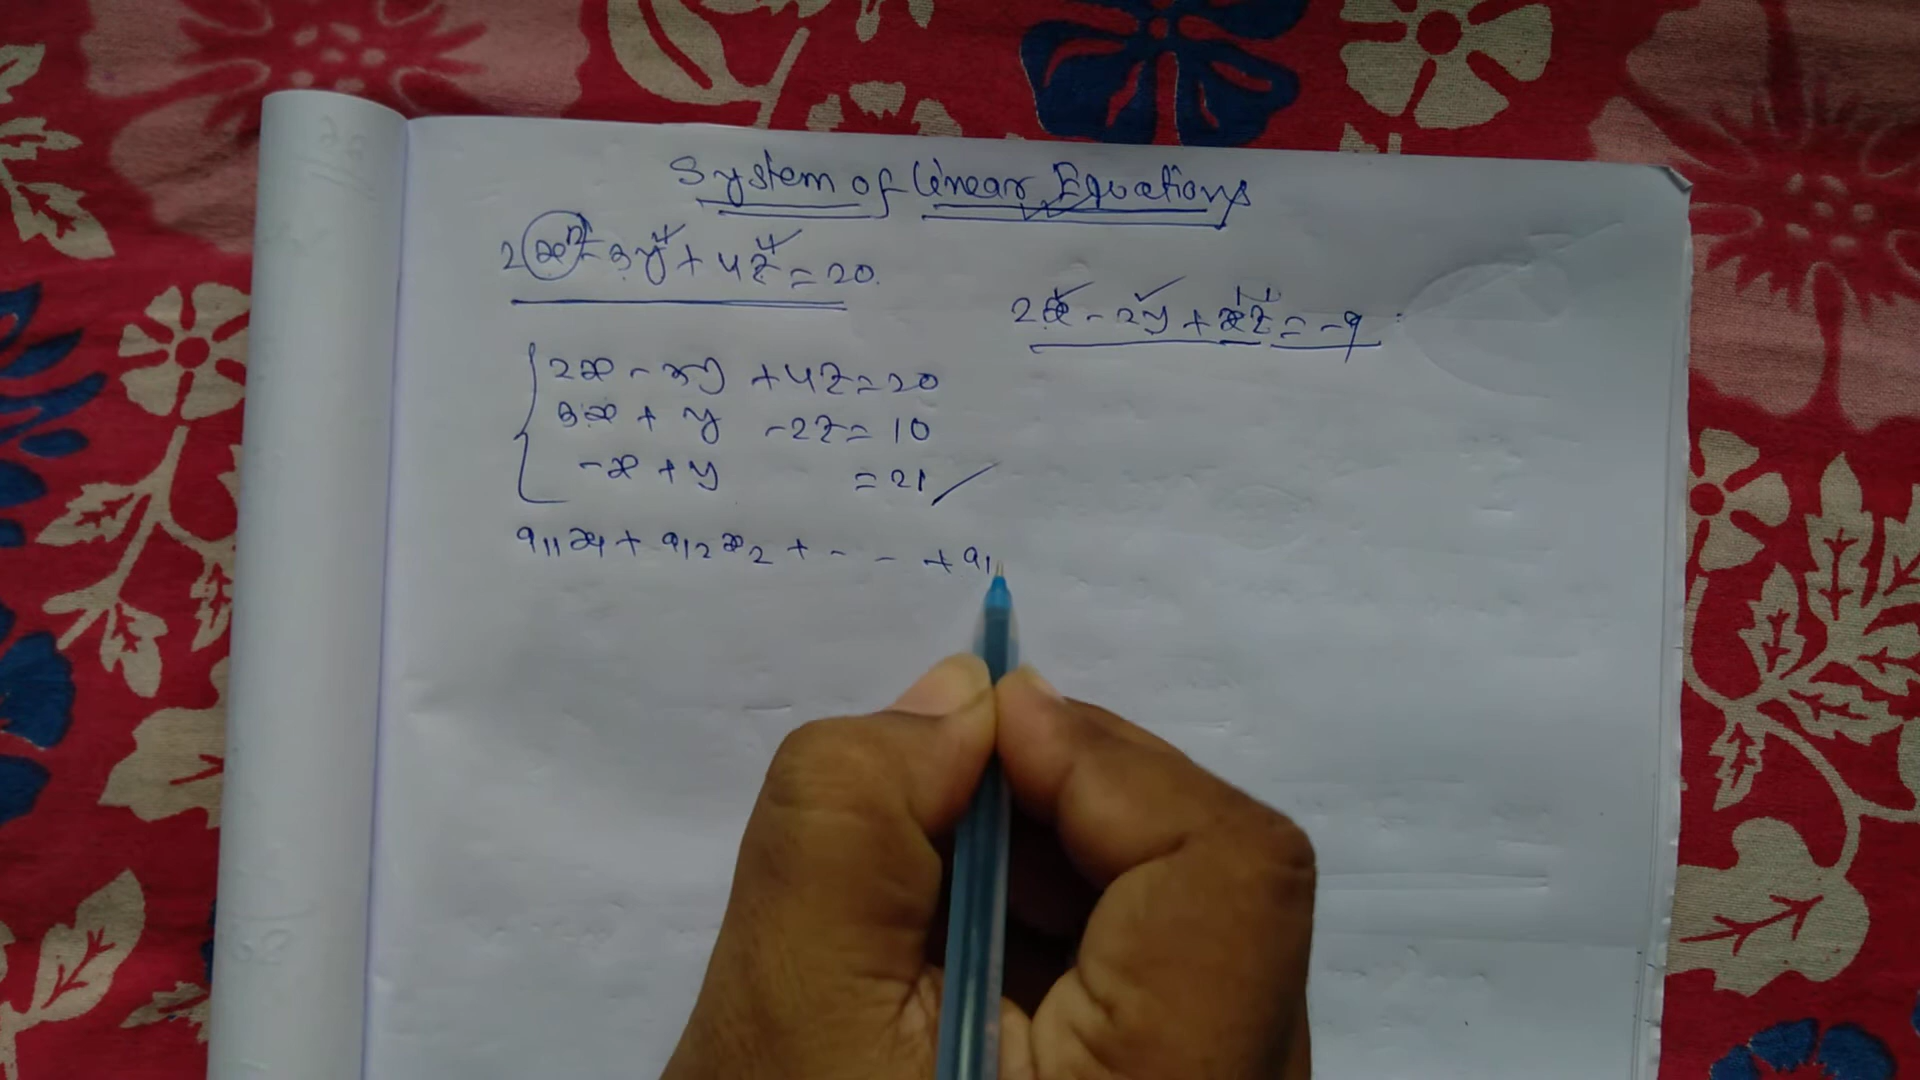 System of Linear Equations
2x - 3y + 4z = 20.
2x - 2y + xz = -9
2x - 3y + 4z = 20
3x + y - 2z = 10
-x + y = 21
a11x1 + a12x2 + - - + a1